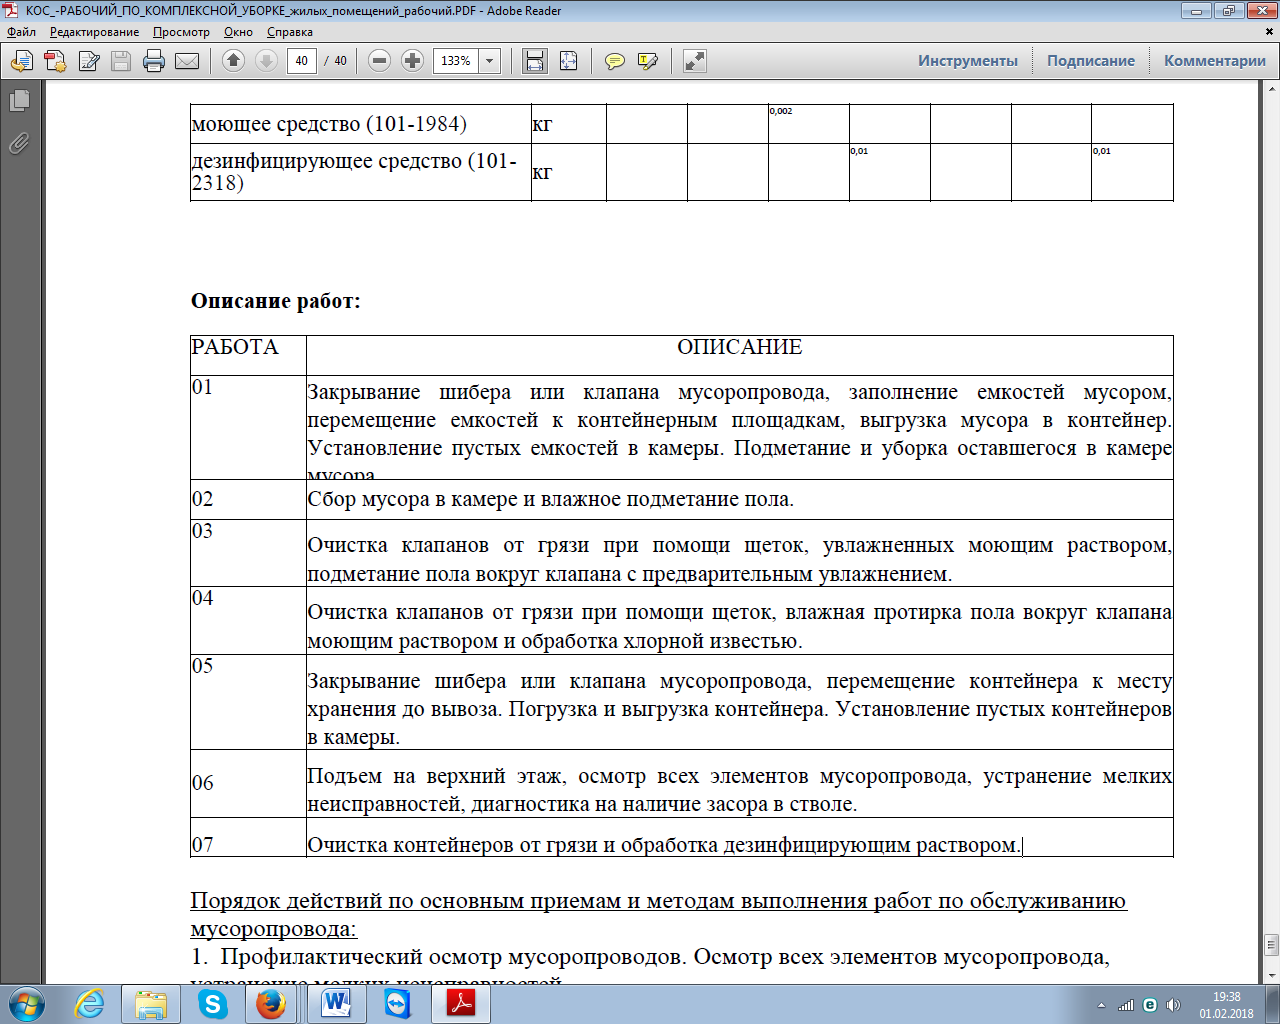 КОС_-РАБОЧИЙ_ПО_КОМПЛЕКСНОЙ_УБОРКЕ_жилых_помещений_рабочий.PDF - Adobe Reader
Файл Редактирование Просмотр Окно Справка
40 / 40 133% Инструменты Подписание Комментарии
моющее средство (101-1984) кг 0,002
дезинфицирующее средство (101-
2318) кг 0,01 0,01
Описание работ:
РАБОТА ОПИСАНИЕ
01 Закрывание шибера или клапана мусоропровода, заполнение емкостей мусором,
перемещение емкостей к контейнерным площадкам, выгрузка мусора в контейнер.
Установление пустых емкостей в камеры. Подметание и уборка оставшегося в камере
мусора.
02 Сбор мусора в камере и влажное подметание пола.
03 Очистка клапанов от грязи при помощи щеток, увлажненных моющим раствором,
подметание пола вокруг клапана с предварительным увлажнением.
04 Очистка клапанов от грязи при помощи щеток, влажная протирка пола вокруг клапана
моющим раствором и обработка хлорной известью.
05 Закрывание шибера или клапана мусоропровода, перемещение контейнера к месту
хранения до вывоза. Погрузка и выгрузка контейнера. Установление пустых контейнеров
в камеры.
06 Подъем на верхний этаж, осмотр всех элементов мусоропровода, устранение мелких
неисправностей, диагностика на наличие засора в стволе.
07 Очистка контейнеров от грязи и обработка дезинфицирующим раствором.
Порядок действий по основным приемам и методам выполнения работ по обслуживанию
мусоропровода:
1. Профилактический осмотр мусоропроводов. Осмотр всех элементов мусоропровода,
устранение мелких неисправностей
19:38
01.02.2018